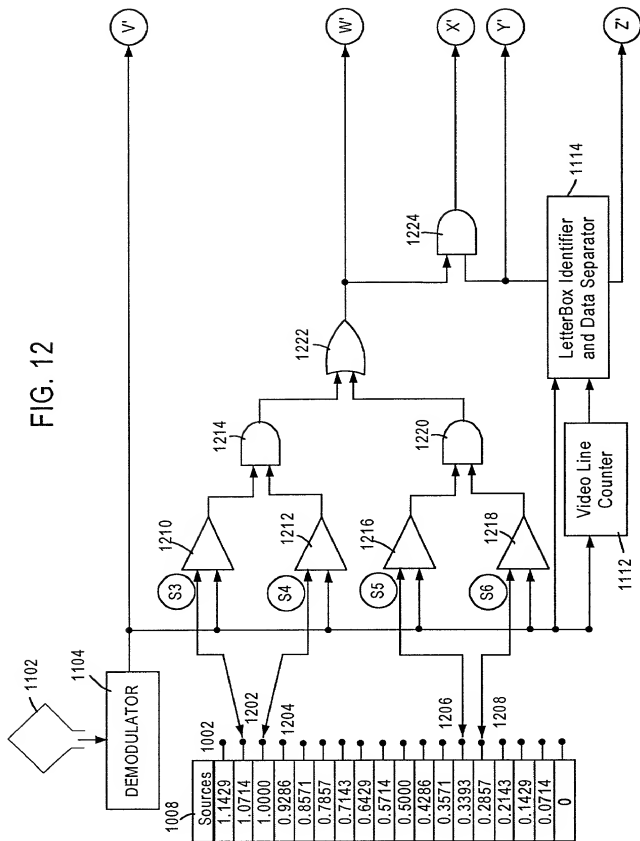 FIG. 12
1102
1104
DEMODULATOR
V'
W'
X'
Y'
Z'
1008
Sources
1002
1.1429
1.0714
1.0000
0.9286
0.8571
0.7857
0.7143
0.6429
0.5714
0.5000
0.4286
0.3571
0.3393
0.2857
0.2143
0.1429
0.0714
0
1202
1204
1206
1208
S3
1210
S4
1212
S5
1216
S6
1218
1214
1220
1222
1224
Video Line
Counter
1112
LetterBox Identifier
and Data Separator
1114